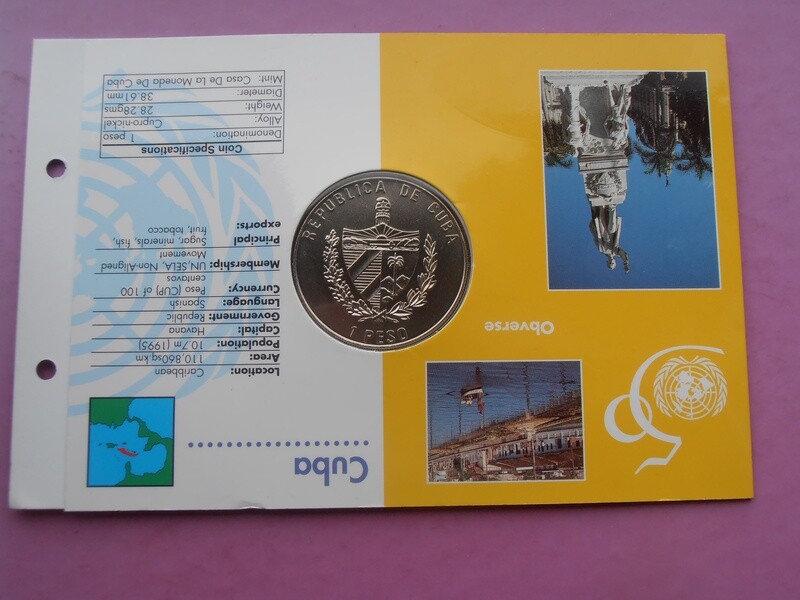 Cuba
Location: Caribbean
Area: 110,860sq.km
Population: 10.7m (1995)
Capital: Havana
Government: Republic
Language: Spanish
Currency: Peso (CUP) of 100
centavos
Membership: UN,SELA, Non-Aligned
Movement
Principal Sugar, minerals, fish,
exports: fruit, tobacco
Coin Specifications
Denomination: 1 peso
Alloy: Cupro-nickel
Weight: 28.28gms
Diameter: 38.61mm
Mint: Casa De La Moneda De Cuba
Obverse
REPUBLICA DE CUBA
1 PESO
50